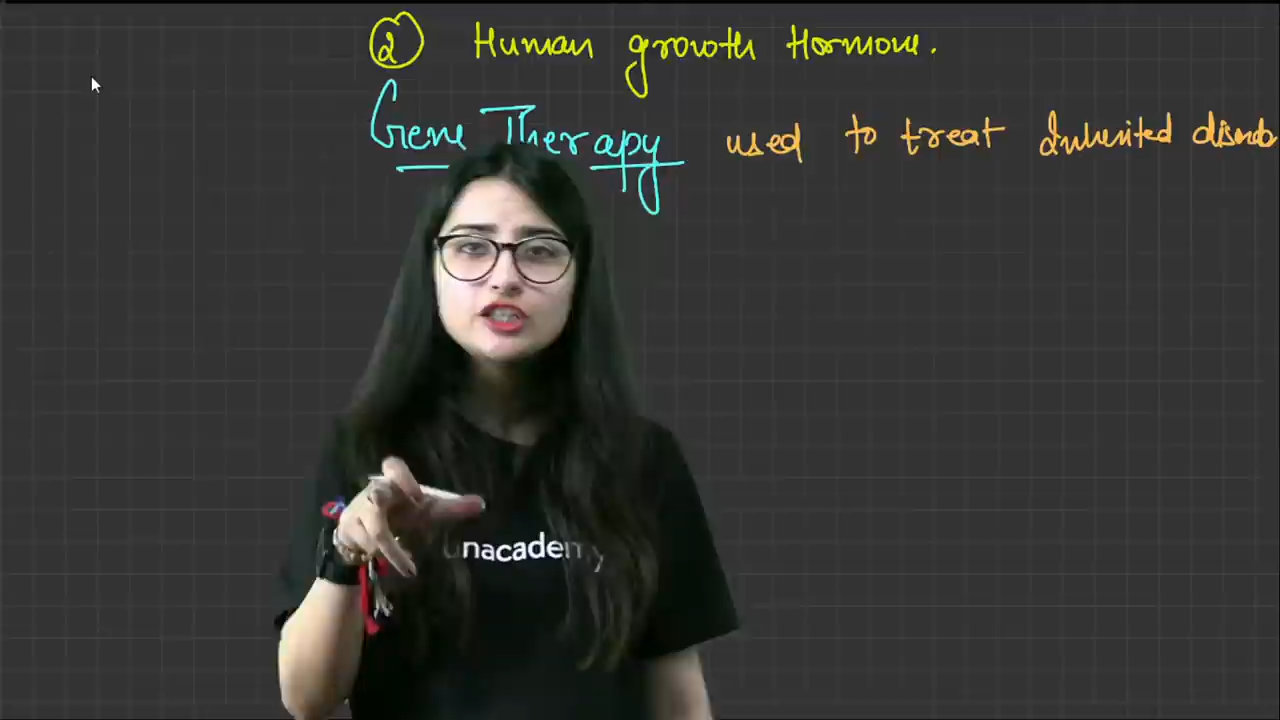 ② Human growth Hormone.
Gene Therapy used to treat Inherited
unacademy